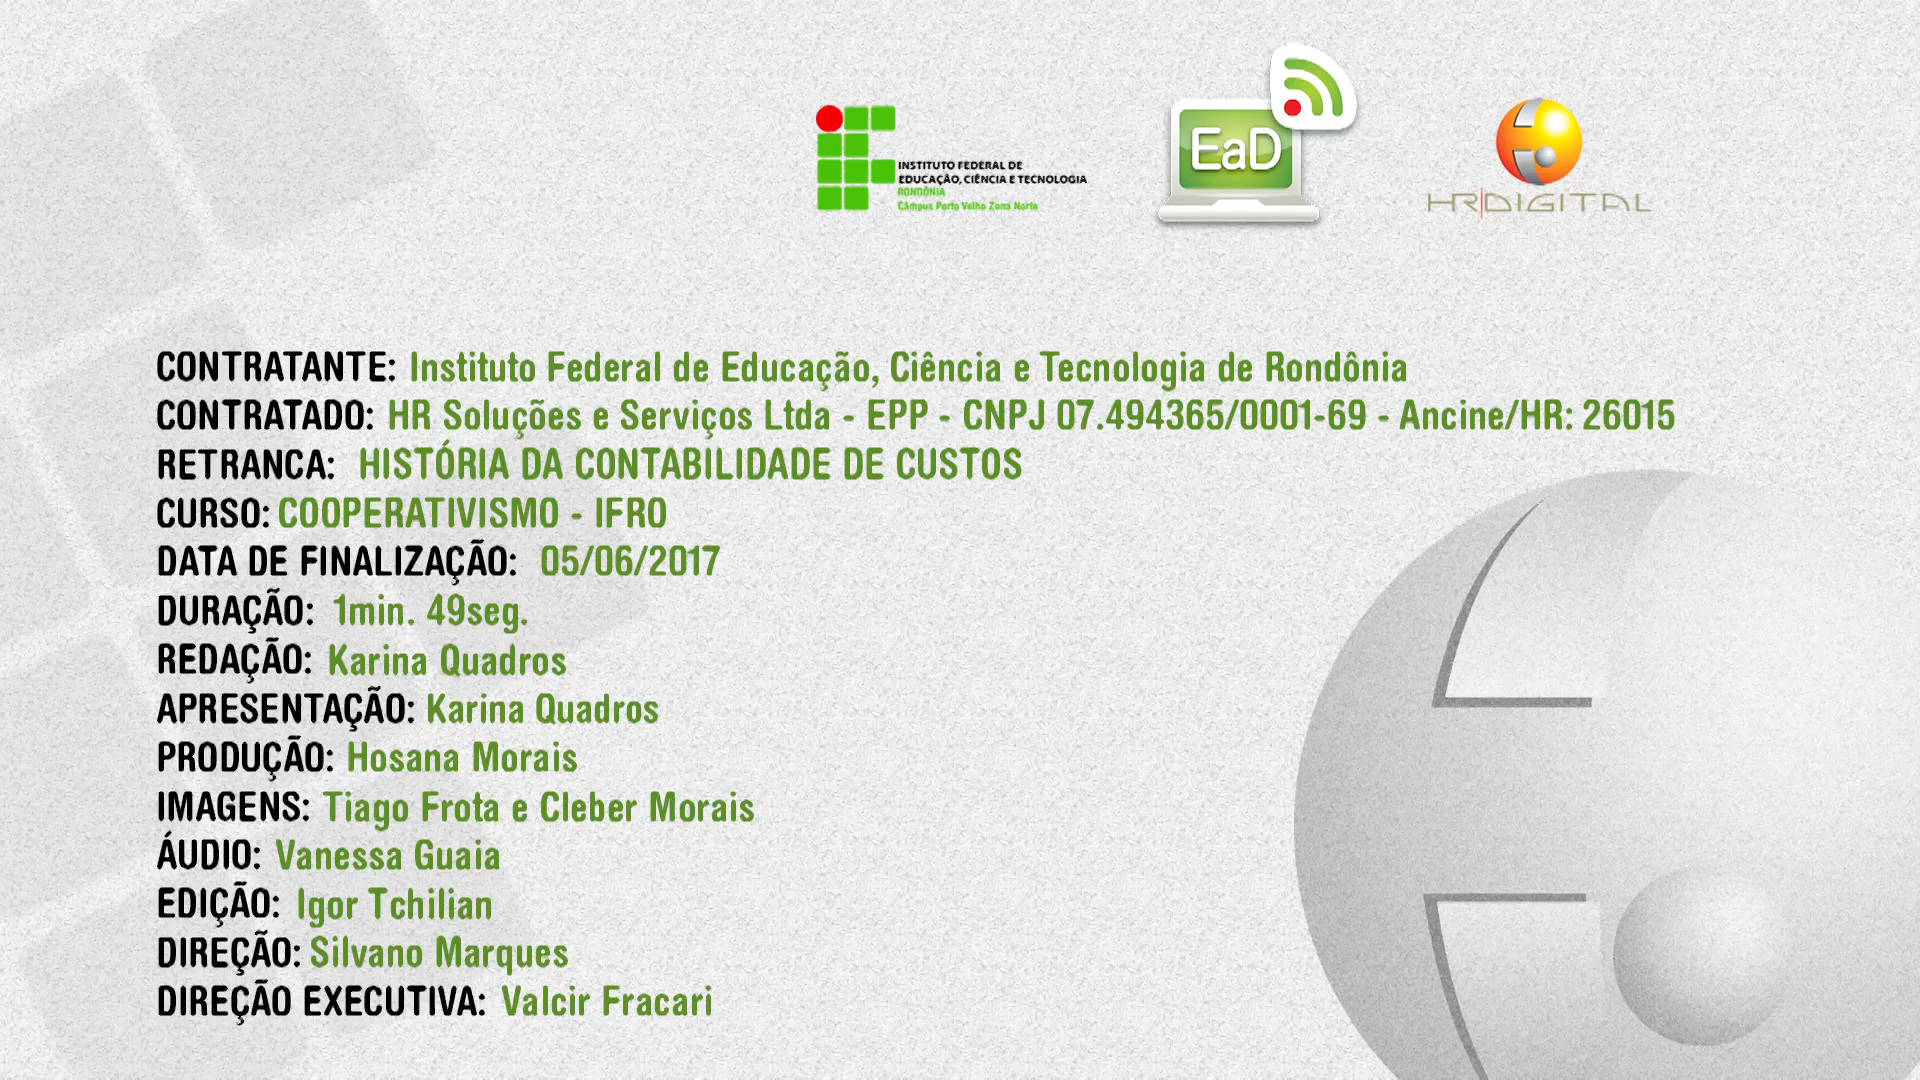 INSTITUTO FEDERAL DE
EDUCAÇÃO, CIÊNCIA E TECNOLOGIA
RONDÔNIA
Câmpus Porto Velho Zona Norte
EaD
HR DIGITAL
CONTRATANTE: Instituto Federal de Educação, Ciência e Tecnologia de Rondônia
CONTRATADO: HR Soluções e Serviços Ltda - EPP - CNPJ 07.494365/0001-69 - Ancine/HR: 26015
RETRANCA: HISTÓRIA DA CONTABILIDADE DE CUSTOS
CURSO: COOPERATIVISMO - IFRO
DATA DE FINALIZAÇÃO: 05/06/2017
DURAÇÃO: 1min. 49seg.
REDAÇÃO: Karina Quadros
APRESENTAÇÃO: Karina Quadros
PRODUÇÃO: Hosana Morais
IMAGENS: Tiago Frota e Cleber Morais
ÁUDIO: Vanessa Guaia
EDIÇÃO: Igor Tchilian
DIREÇÃO: Silvano Marques
DIREÇÃO EXECUTIVA: Valcir Fracari